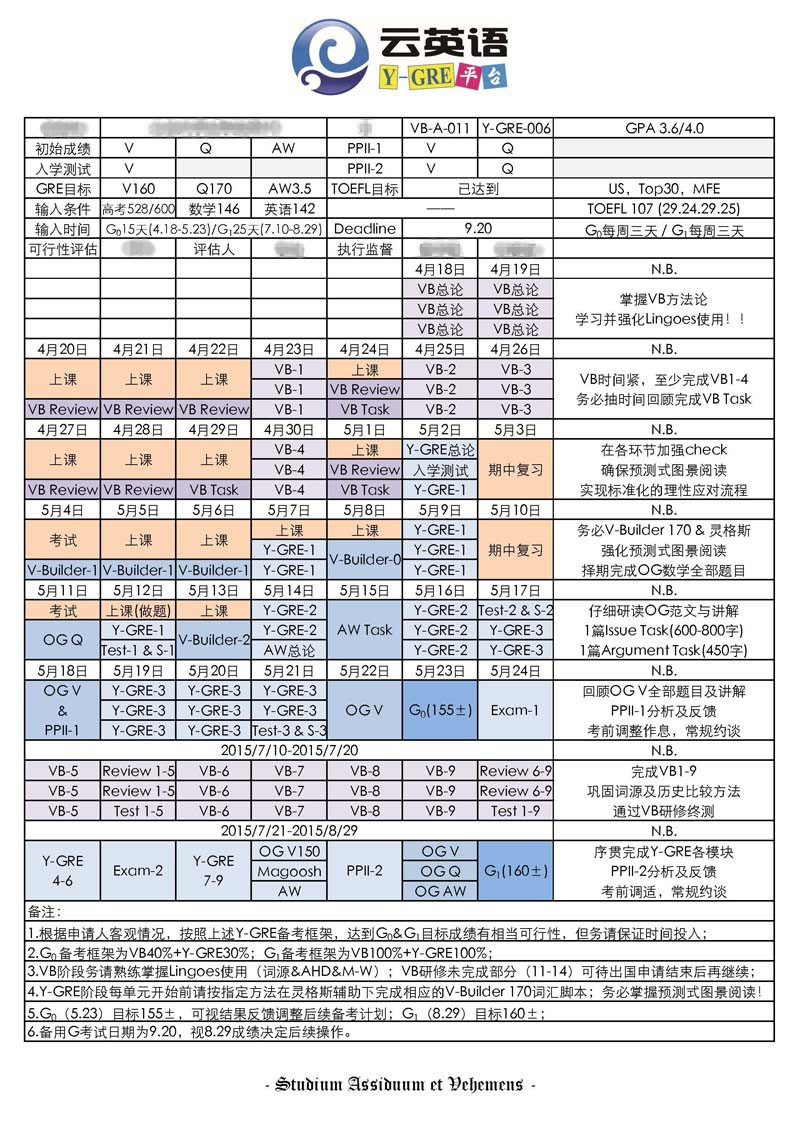 云英语
Y-GRE平台
VB-A-011 Y-GRE-006 GPA 3.6/4.0
初始成绩 V Q AW PPII-1 V Q
入学测试 V PPII-2 V Q
GRE目标 V160 Q170 AW3.5 TOEFL目标 已达到 US，Top30，MFE
输入条件 高考528/600 数学146 英语142 —— TOEFL 107 (29.24.29.25)
输入时间 G₀15天(4.18-5.23)/G₁25天(7.10-8.29) Deadline 9.20 G₀每周三天 / G₁每周三天
可行性评估 评估人 执行监督
4月18日 4月19日 N.B.
VB总论 VB总论
VB总论 VB总论
VB总论 VB总论
掌握VB方法论
学习并强化Lingoes使用！！
4月20日 4月21日 4月22日 4月23日 4月24日 4月25日 4月26日 N.B.
上课 上课 上课 VB-1 上课 VB-2 VB-3
VB-1 VB Review VB-2 VB-3
VB Review VB Review VB Review VB-1 VB Task VB-2 VB-3
VB时间紧，至少完成VB1-4
务必抽时间回顾完成VB Task
4月27日 4月28日 4月29日 4月30日 5月1日 5月2日 5月3日 N.B.
上课 上课 上课 VB-4 上课 Y-GRE总论 期中复习 在各环节加强check
VB-4 VB Review 入学测试 确保预测式图景阅读
VB Review VB Review VB Task VB-4 VB Task Y-GRE-1 实现标准化的理性应对流程
5月4日 5月5日 5月6日 5月7日 5月8日 5月9日 5月10日 N.B.
考试 上课 上课 上课 上课 Y-GRE-1 期中复习 务必V-Builder 170 & 灵格斯
Y-GRE-1 V-Builder-0 Y-GRE-1 强化预测式图景阅读
V-Builder-1 V-Builder-1 V-Builder-1 Y-GRE-1 Y-GRE-1 择期完成OG数学全部题目
5月11日 5月12日 5月13日 5月14日 5月15日 5月16日 5月17日 N.B.
考试 上课(做题) 上课 Y-GRE-2 AW Task Y-GRE-2 Test-2 & S-2 仔细研读OG范文与讲解
OG Q Y-GRE-1 V-Builder-2 Y-GRE-2 Y-GRE-2 Y-GRE-3 1篇Issue Task(600-800字)
Test-1 & S-1 AW总论 Y-GRE-2 Y-GRE-3 1篇Argument Task(450字)
5月18日 5月19日 5月20日 5月21日 5月22日 5月23日 5月24日 N.B.
OG V Y-GRE-3 Y-GRE-3 Y-GRE-3 OG V G₀(155±) Exam-1 回顾OG V全部题目及讲解
& Y-GRE-3 Y-GRE-3 Y-GRE-3 PPII-1分析及反馈
PPII-1 Y-GRE-3 Y-GRE-3 Test-3 & S-3 考前调整作息，常规约谈
2015/7/10-2015/7/20 N.B.
VB-5 Review 1-5 VB-6 VB-7 VB-8 VB-9 Review 6-9 完成VB1-9
VB-5 Review 1-5 VB-6 VB-7 VB-8 VB-9 Review 6-9 巩固词源及历史比较方法
VB-5 Test 1-5 VB-6 VB-7 VB-8 VB-9 Test 1-9 通过VB研修终测
2015/7/21-2015/8/29 N.B.
Y-GRE 4-6 Exam-2 Y-GRE 7-9 OG V150 PPII-2 OG V G₁(160±) 序贯完成Y-GRE各模块
Magoosh OG Q PPII-2分析及反馈
AW OG AW 考前调适，常规约谈
备注：
1.根据申请人客观情况，按照上述Y-GRE备考框架，达到G₀&G₁目标成绩有相当可行性，但务请保证时间投入；
2.G₀备考框架为VB40%+Y-GRE30%；G₁备考框架为VB100%+Y-GRE100%；
3.VB阶段务请熟练掌握Lingoes使用（词源&AHD&M-W）；VB研修未完成部分（11-14）可待出国申请结束后再继续；
4.Y-GRE阶段每单元开始前请按指定方法在灵格斯辅助下完成相应的V-Builder 170词汇脚本；务必掌握预测式图景阅读！
5.G₀（5.23）目标155±，可视结果反馈调整后续备考计划；G₁（8.29）目标160±；
6.备用G考试日期为9.20，视8.29成绩决定后续操作。
- Studium Assiduum et Vehemens -